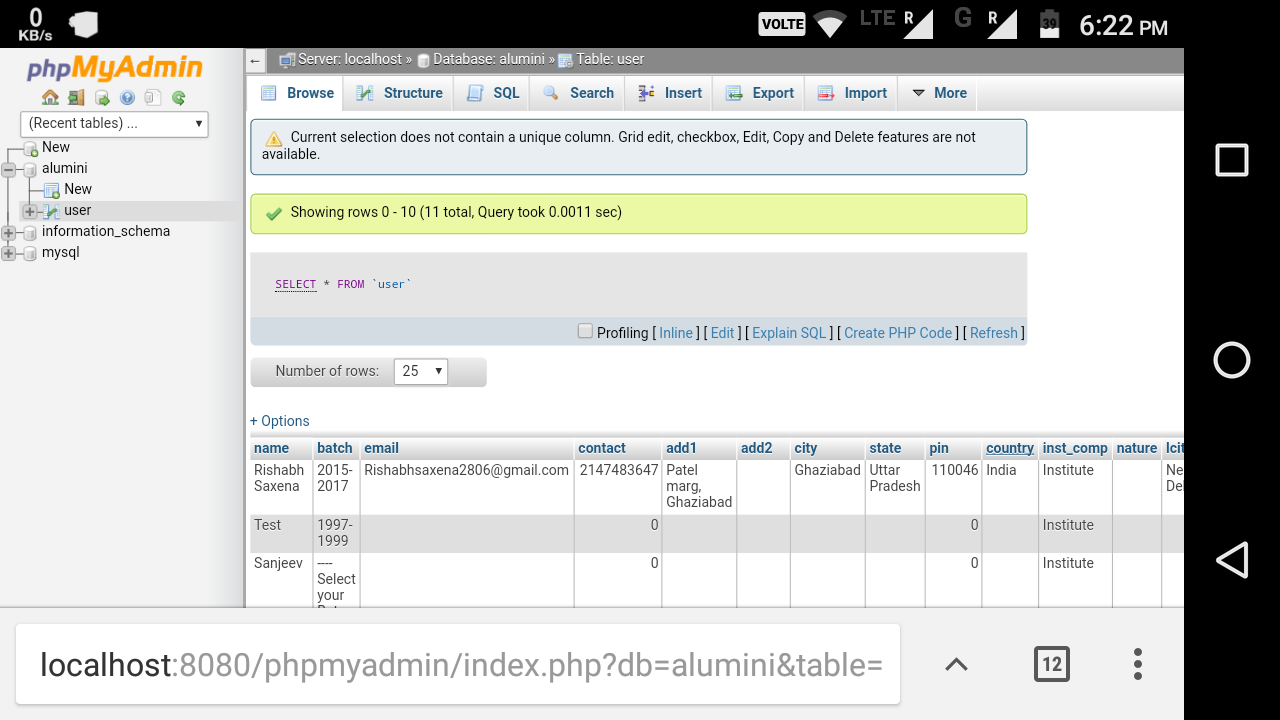 0
KB/s
VOLTE
LTE R
G R
39
6:22 PM
phpMyAdmin
(Recent tables) ...
New
alumini
New
user
information_schema
mysql
← Server: localhost » Database: alumini » Table: user
Browse Structure SQL Search Insert Export Import More
Current selection does not contain a unique column. Grid edit, checkbox, Edit, Copy and Delete features are not
available.
Showing rows 0 - 10 (11 total, Query took 0.0011 sec)
SELECT * FROM `user`
Profiling [ Inline ] [ Edit ] [ Explain SQL ] [ Create PHP Code ] [ Refresh ]
Number of rows: 25
+ Options
name batch email contact add1 add2 city state pin country inst_comp nature lcit
Rishabh 2015- Rishabhsaxena2806@gmail.com 2147483647 Patel Ghaziabad Uttar 110046 India Institute Ne
Saxena 2017 marg, Pradesh Del
Ghaziabad
Test 1997- 0 0 Institute
1999
Sanjeev ---- 0 0 Institute
Select
your
localhost:8080/phpmyadmin/index.php?db=alumini&table=
12